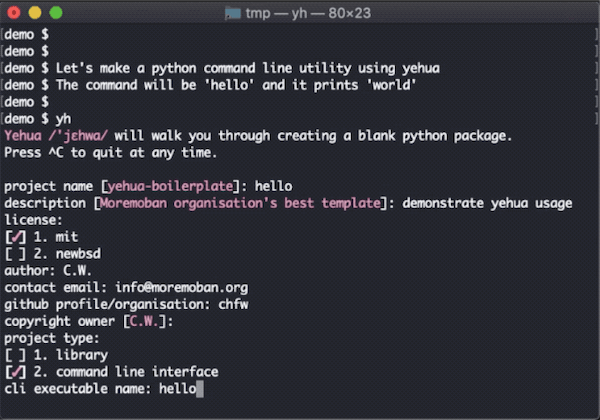 tmp — yh — 80×23
[demo $ ]
[demo $ ]
[demo $ Let's make a python command line utility using yehua ]
[demo $ The command will be 'hello' and it prints 'world' ]
[demo $ ]
[demo $ yh ]
Yehua /'jɛhwa/ will walk you through creating a blank python package.
Press ^C to quit at any time.
project name [yehua-boilerplate]: hello
description [Moremoban organisation's best template]: demonstrate yehua usage
license:
[✓] 1. mit
[ ] 2. newbsd
author: C.W.
contact email: info@moremoban.org
github profile/organisation: chfw
copyright owner [C.W.]:
project type:
[ ] 1. library
[✓] 2. command line interface
cli executable name: hello